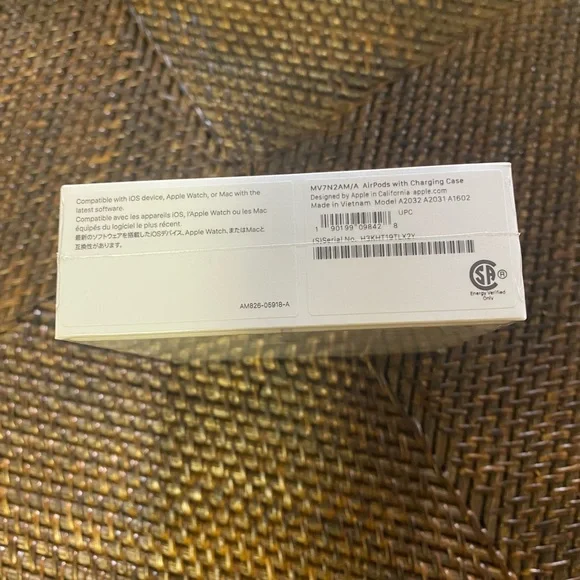 Compatible with iOS device, Apple Watch, or Mac with the
latest software.
Compatible avec les appareils iOS, l'Apple Watch ou les Mac
équipés du logiciel le plus récent
最新のソフトウェアを搭載したiOSデバイス、Apple Watch、またはMacと
互換性があります。
AM826-05918-A
MV7N2AM/A AirPods with Charging Case
Designed by Apple in California apple.com
Made in Vietnam. Model A2032 A2031 A1602
UPC
1 90199 09842 8
(S)Serial No. H3KHT19TLX2Y
SA ®
Energy Verified
Only